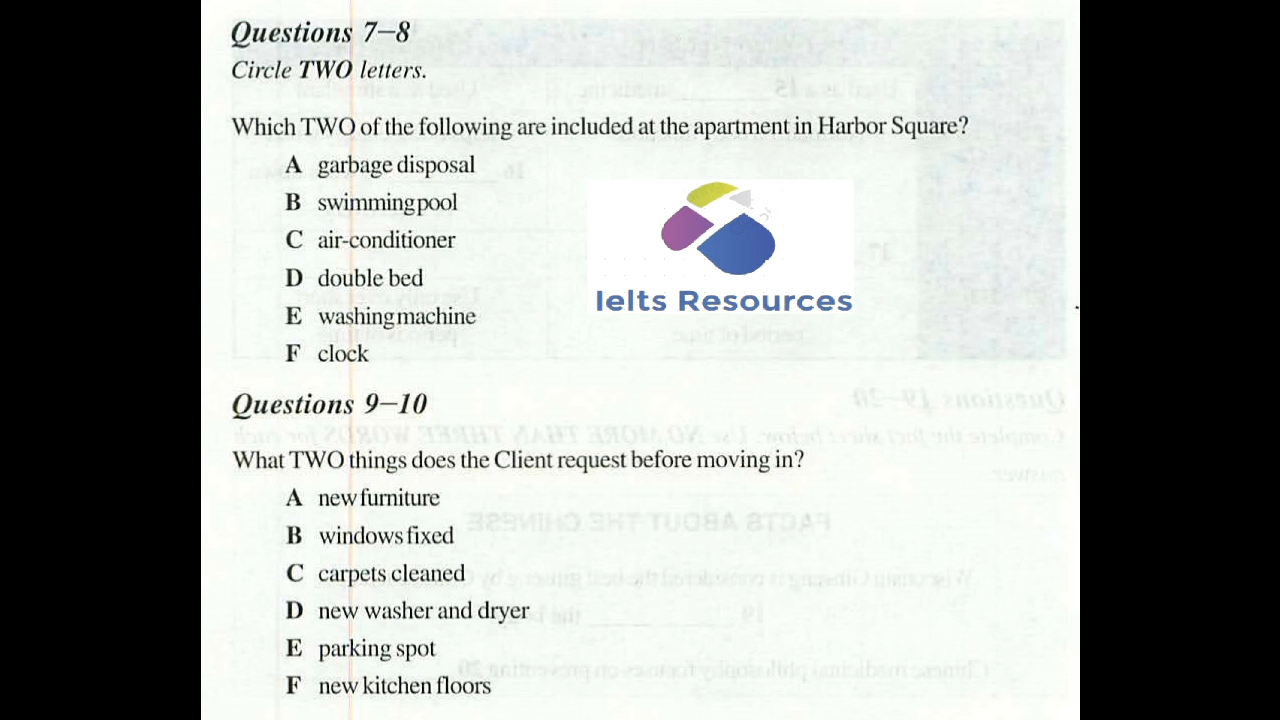 Questions 7–8
Circle TWO letters.
Which TWO of the following are included at the apartment in Harbor Square?
A garbage disposal
B swimming pool
C air-conditioner
D double bed
E washing machine
F clock
Ielts Resources
Questions 9–10
What TWO things does the Client request before moving in?
A new furniture
B windows fixed
C carpets cleaned
D new washer and dryer
E parking spot
F new kitchen floors